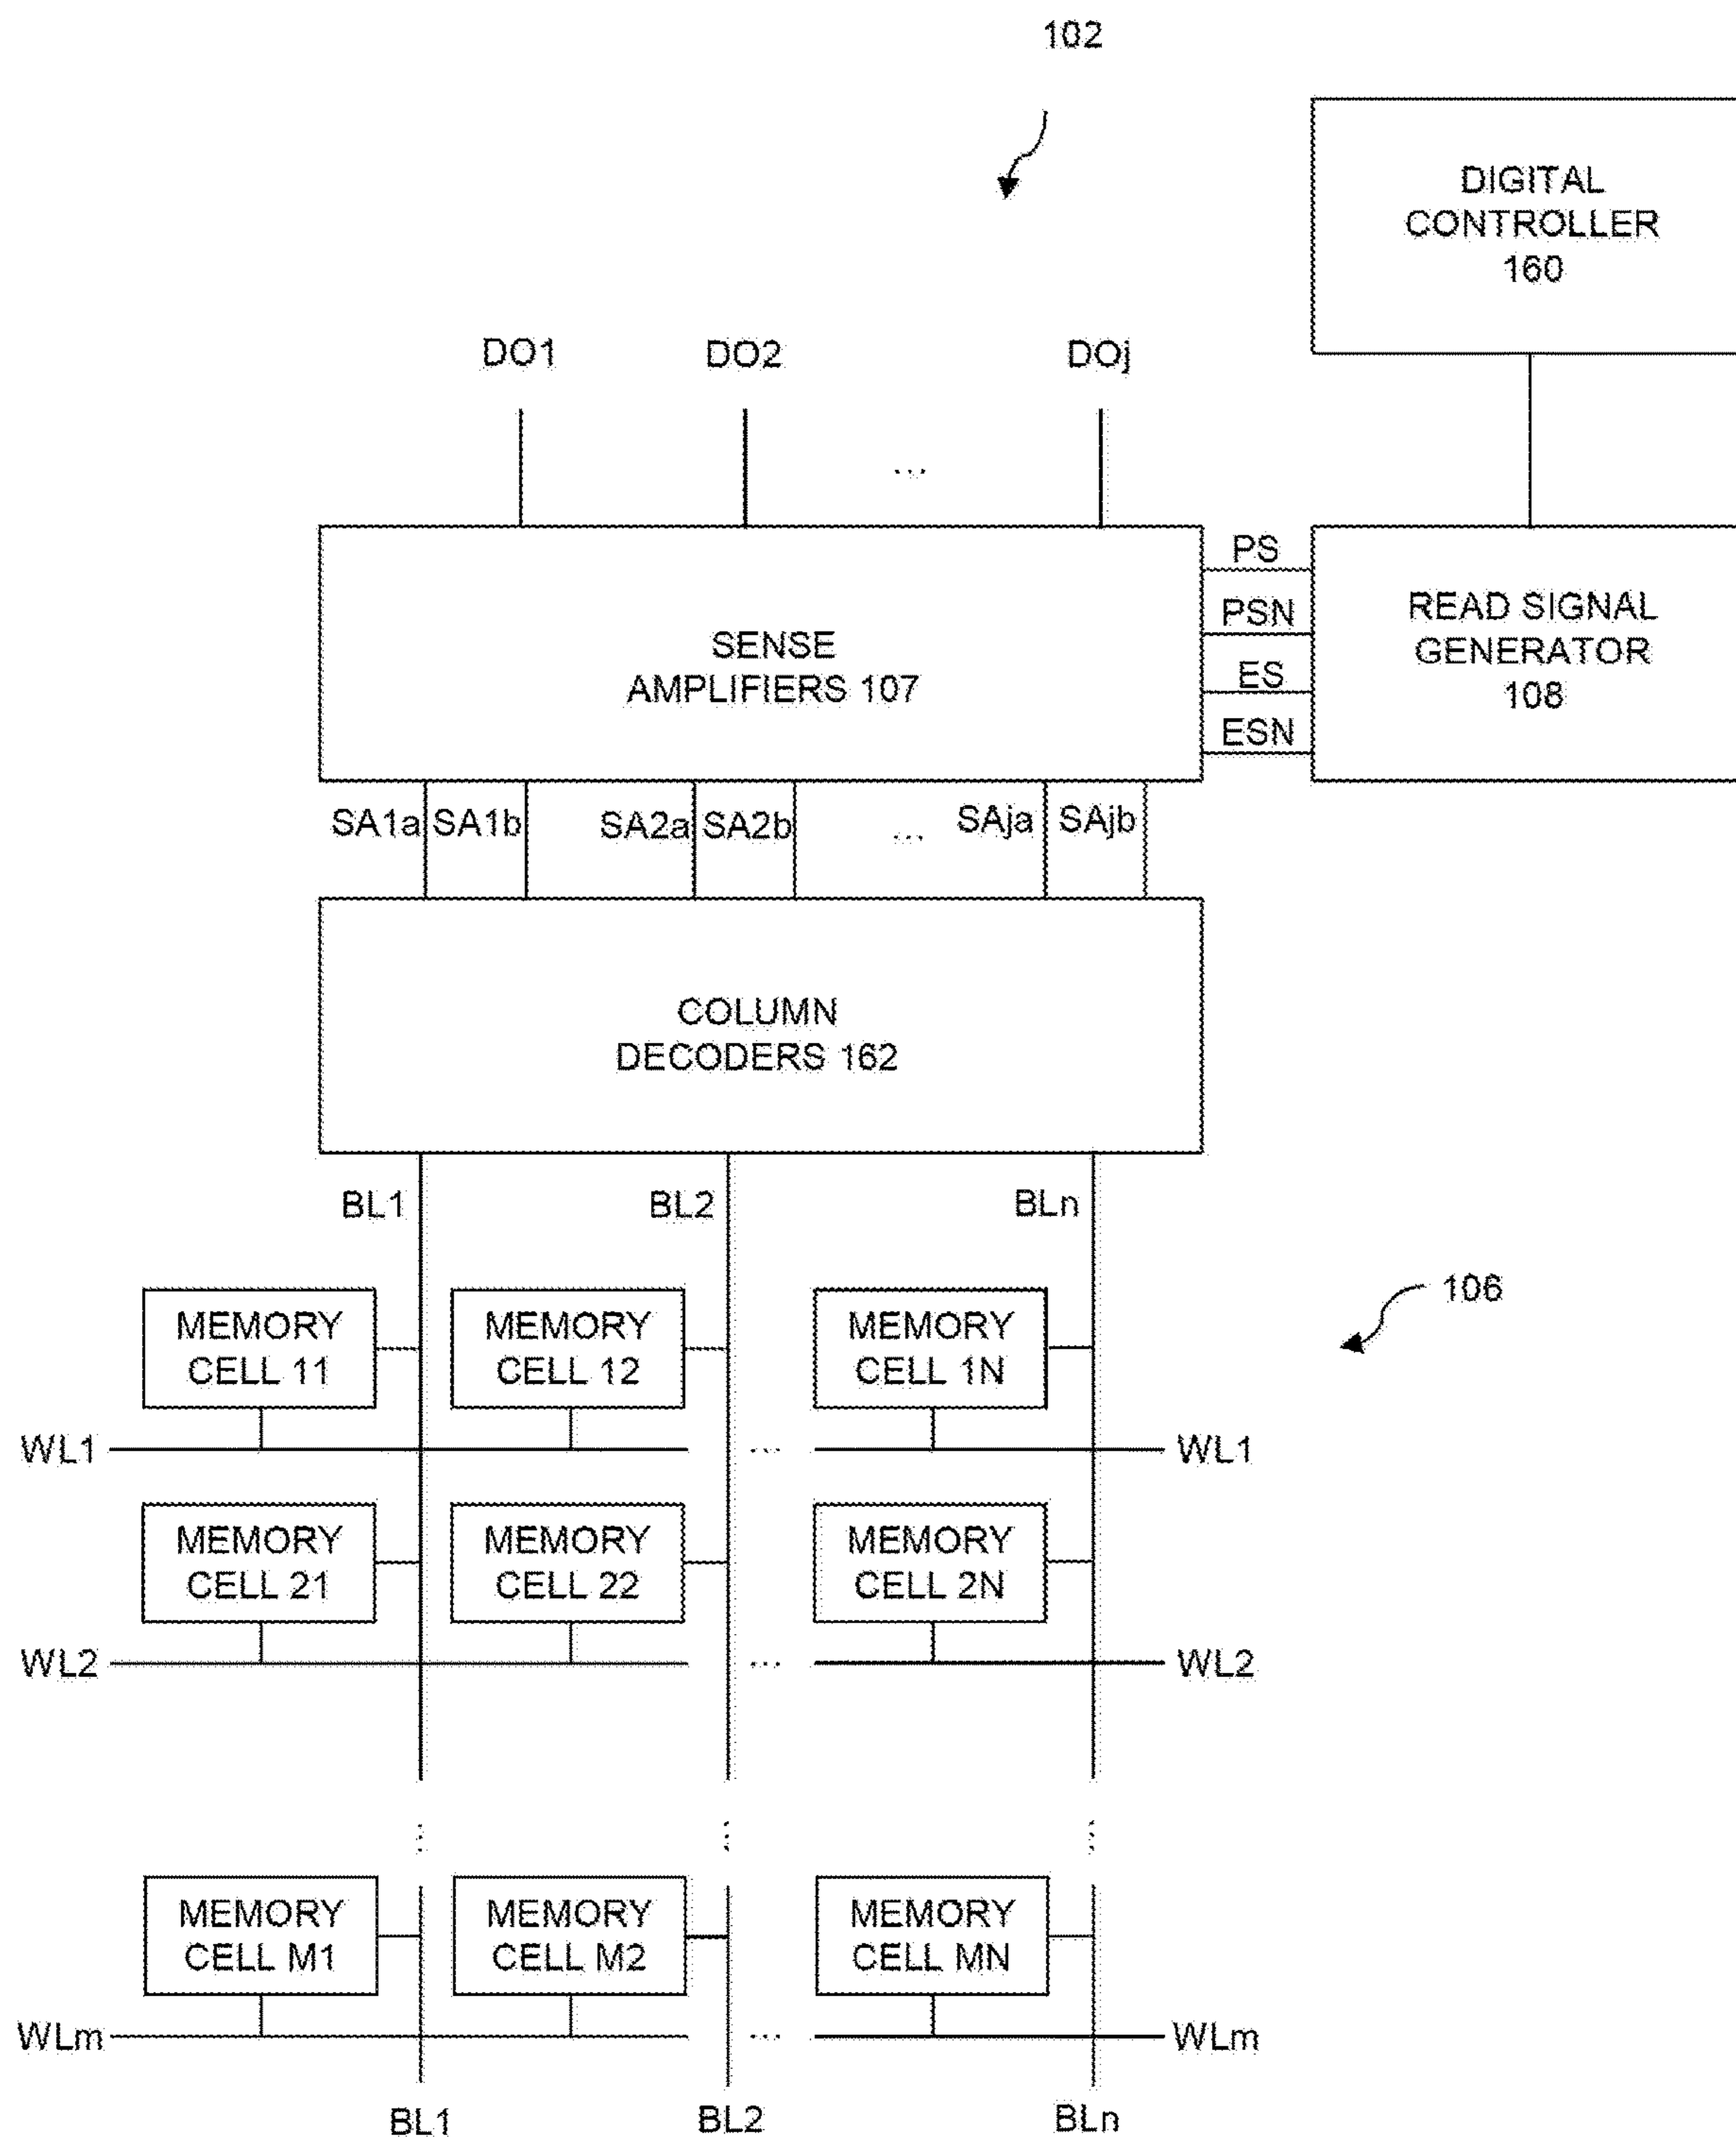 102
DIGITAL
CONTROLLER
160
DO1 DO2 ... DOj
PS
PSN
ES
ESN
SENSE
AMPLIFIERS 107
READ SIGNAL
GENERATOR
108
SA1a SA1b SA2a SA2b ... SAja SAjb
COLUMN
DECODERS 162
BL1 BL2 BLn
106
MEMORY
CELL 11
MEMORY
CELL 12
MEMORY
CELL 1N
WL1 ... WL1
MEMORY
CELL 21
MEMORY
CELL 22
MEMORY
CELL 2N
WL2 ... WL2
... ... ...
MEMORY
CELL M1
MEMORY
CELL M2
MEMORY
CELL MN
WLm ... WLm
BL1 BL2 BLn